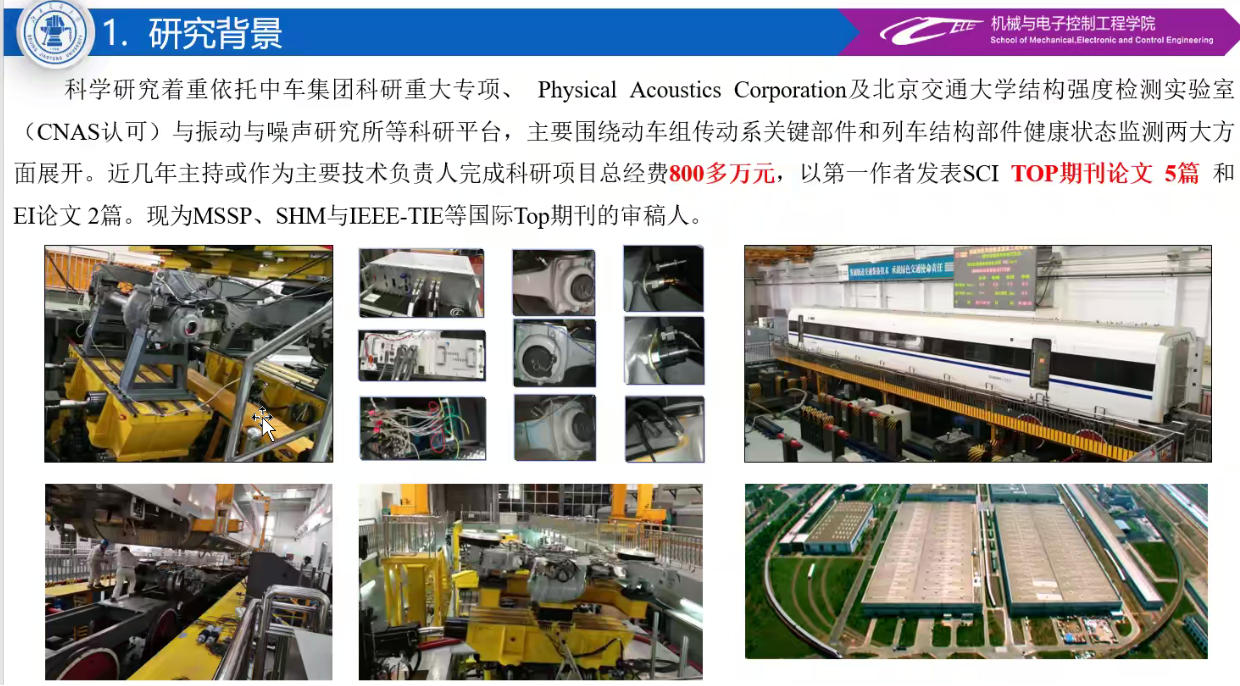 1. 研究背景
机械与电子控制工程学院
School of Mechanical,Electronic and Control Engineering
科学研究着重依托中车集团科研重大专项、 Physical Acoustics Corporation及北京交通大学结构强度检测实验室
（CNAS认可）与振动与噪声研究所等科研平台，主要围绕动车组传动系关键部件和列车结构部件健康状态监测两大方
面展开。近几年主持或作为主要技术负责人完成科研项目总经费800多万元，以第一作者发表SCI TOP期刊论文 5篇 和
EI论文 2篇。现为MSSP、SHM与IEEE-TIE等国际Top期刊的审稿人。